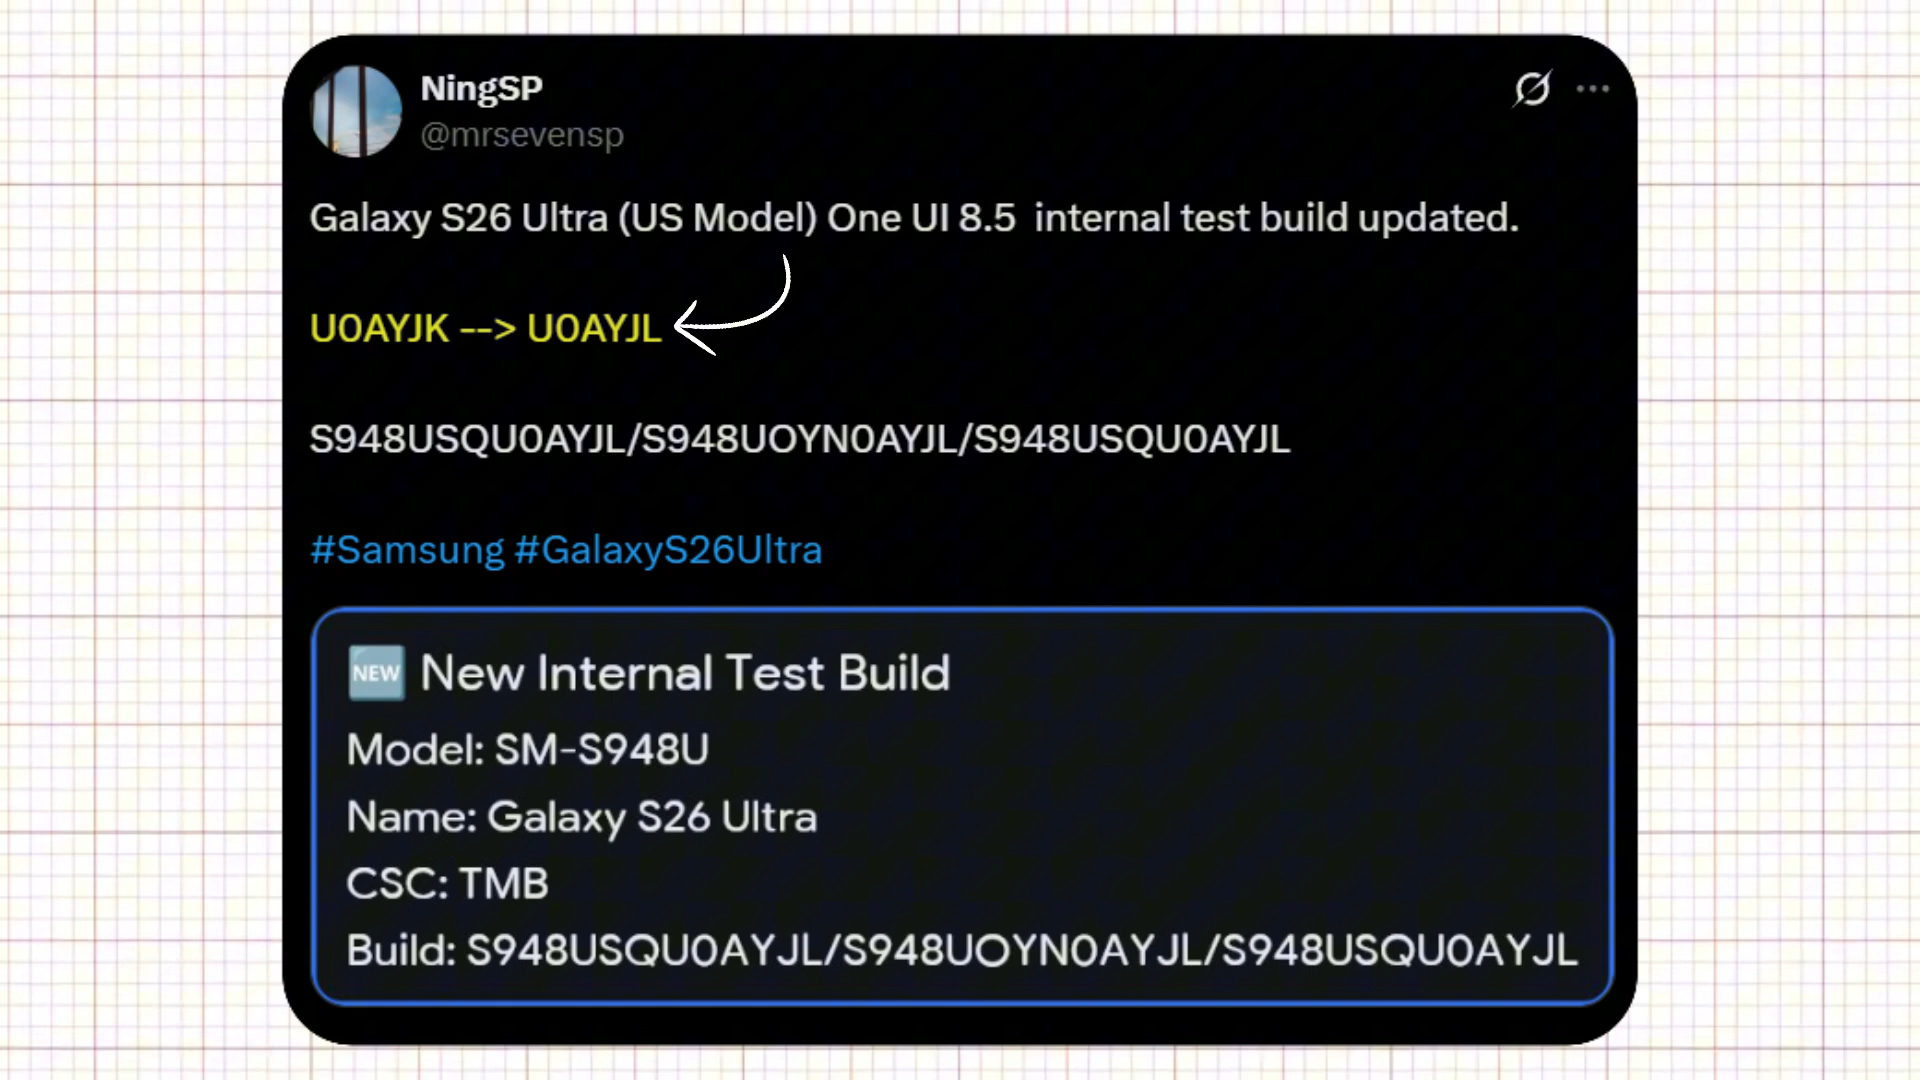 NingSP
@mrsevensp
Galaxy S26 Ultra (US Model) One UI 8.5 internal test build updated.
U0AYJK --> U0AYJL
S948USQU0AYJL/S948UOYN0AYJL/S948USQU0AYJL
#Samsung #GalaxyS26Ultra
🆕 New Internal Test Build
Model: SM-S948U
Name: Galaxy S26 Ultra
CSC: TMB
Build: S948USQU0AYJL/S948UOYN0AYJL/S948USQU0AYJL